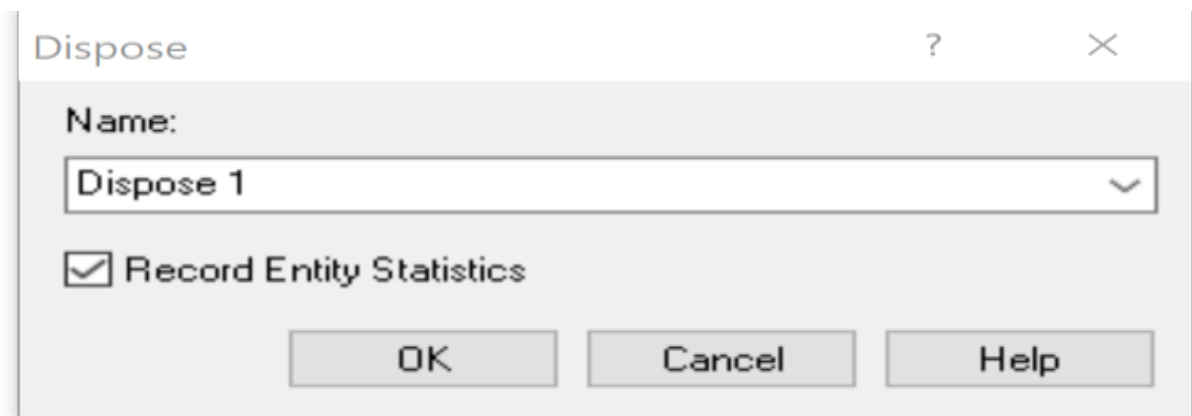 Dispose ?
Name:
Dispose 1
Record Entity Statistics
OK Cancel Help